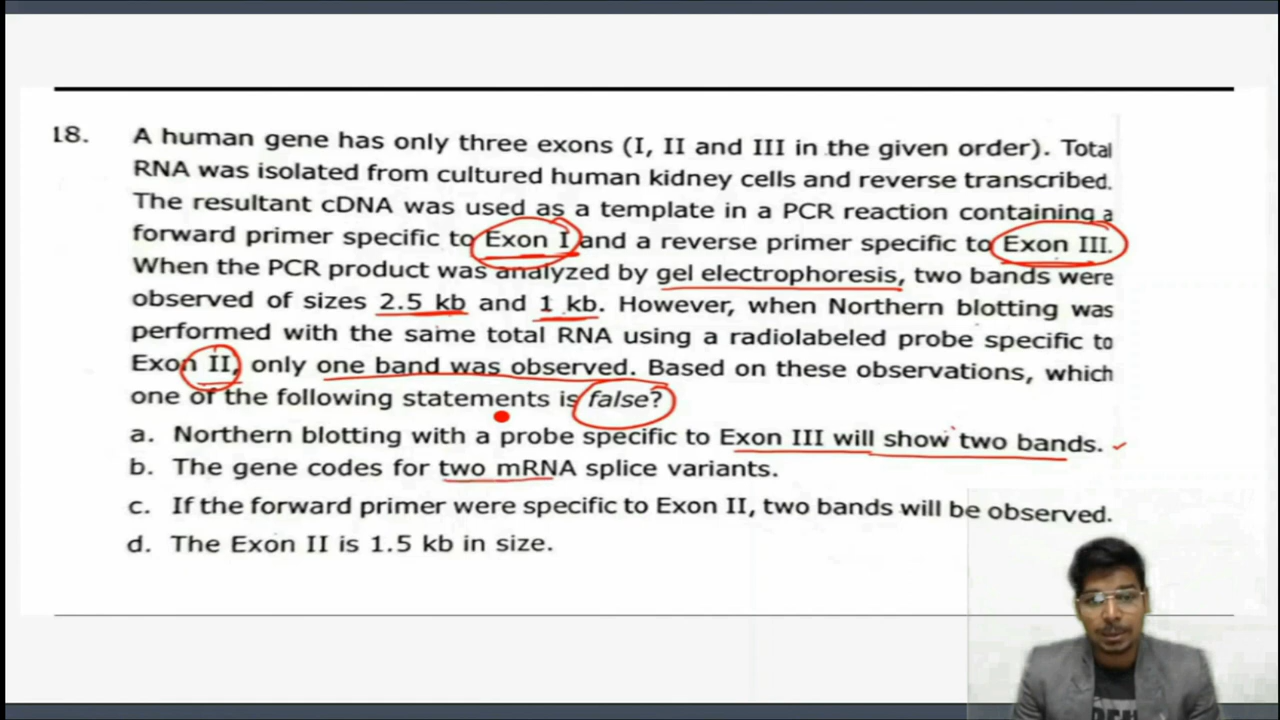 18. A human gene has only three exons (I, II and III in the given order). Total
RNA was isolated from cultured human kidney cells and reverse transcribed.
The resultant cDNA was used as a template in a PCR reaction containing a
forward primer specific to Exon I and a reverse primer specific to Exon III.
When the PCR product was analyzed by gel electrophoresis, two bands were
observed of sizes 2.5 kb and 1 kb. However, when Northern blotting was
performed with the same total RNA using a radiolabeled probe specific to
Exon II, only one band was observed. Based on these observations, which
one of the following statements is false?
a. Northern blotting with a probe specific to Exon III will show two bands.
b. The gene codes for two mRNA splice variants.
c. If the forward primer were specific to Exon II, two bands will be observed.
d. The Exon II is 1.5 kb in size.